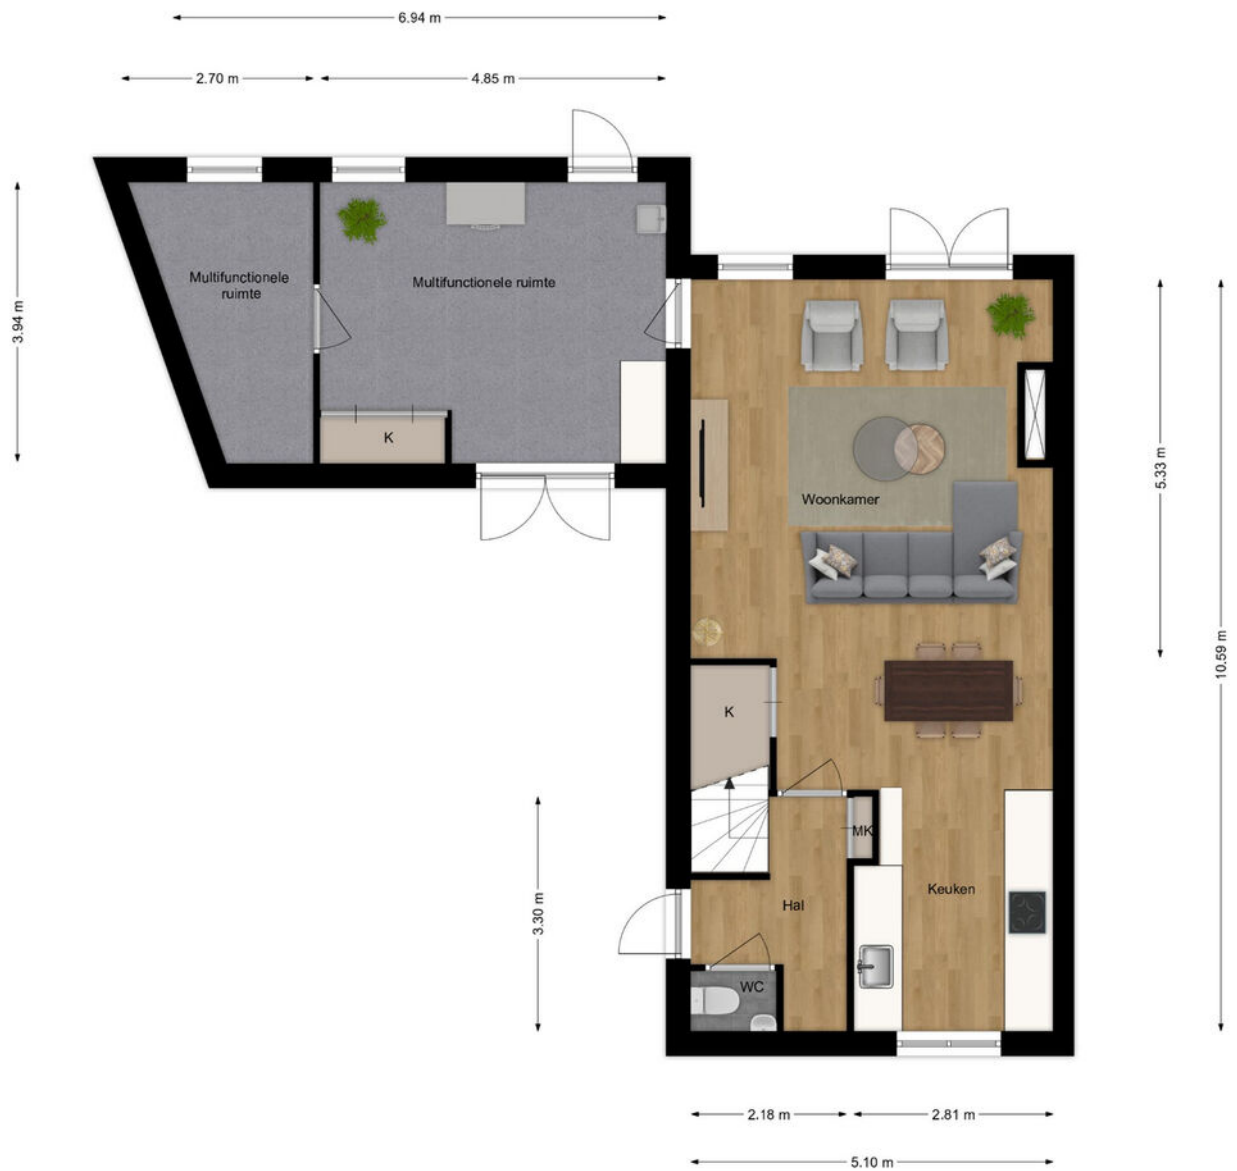 6.94 m
2.70 m
4.85 m
3.94 m
Multifunctionele
ruimte
Multifunctionele ruimte
K
5.33 m
10.59 m
Woonkamer
K
MK
3.30 m
Keuken
Hal
WC
2.18 m
2.81 m
5.10 m